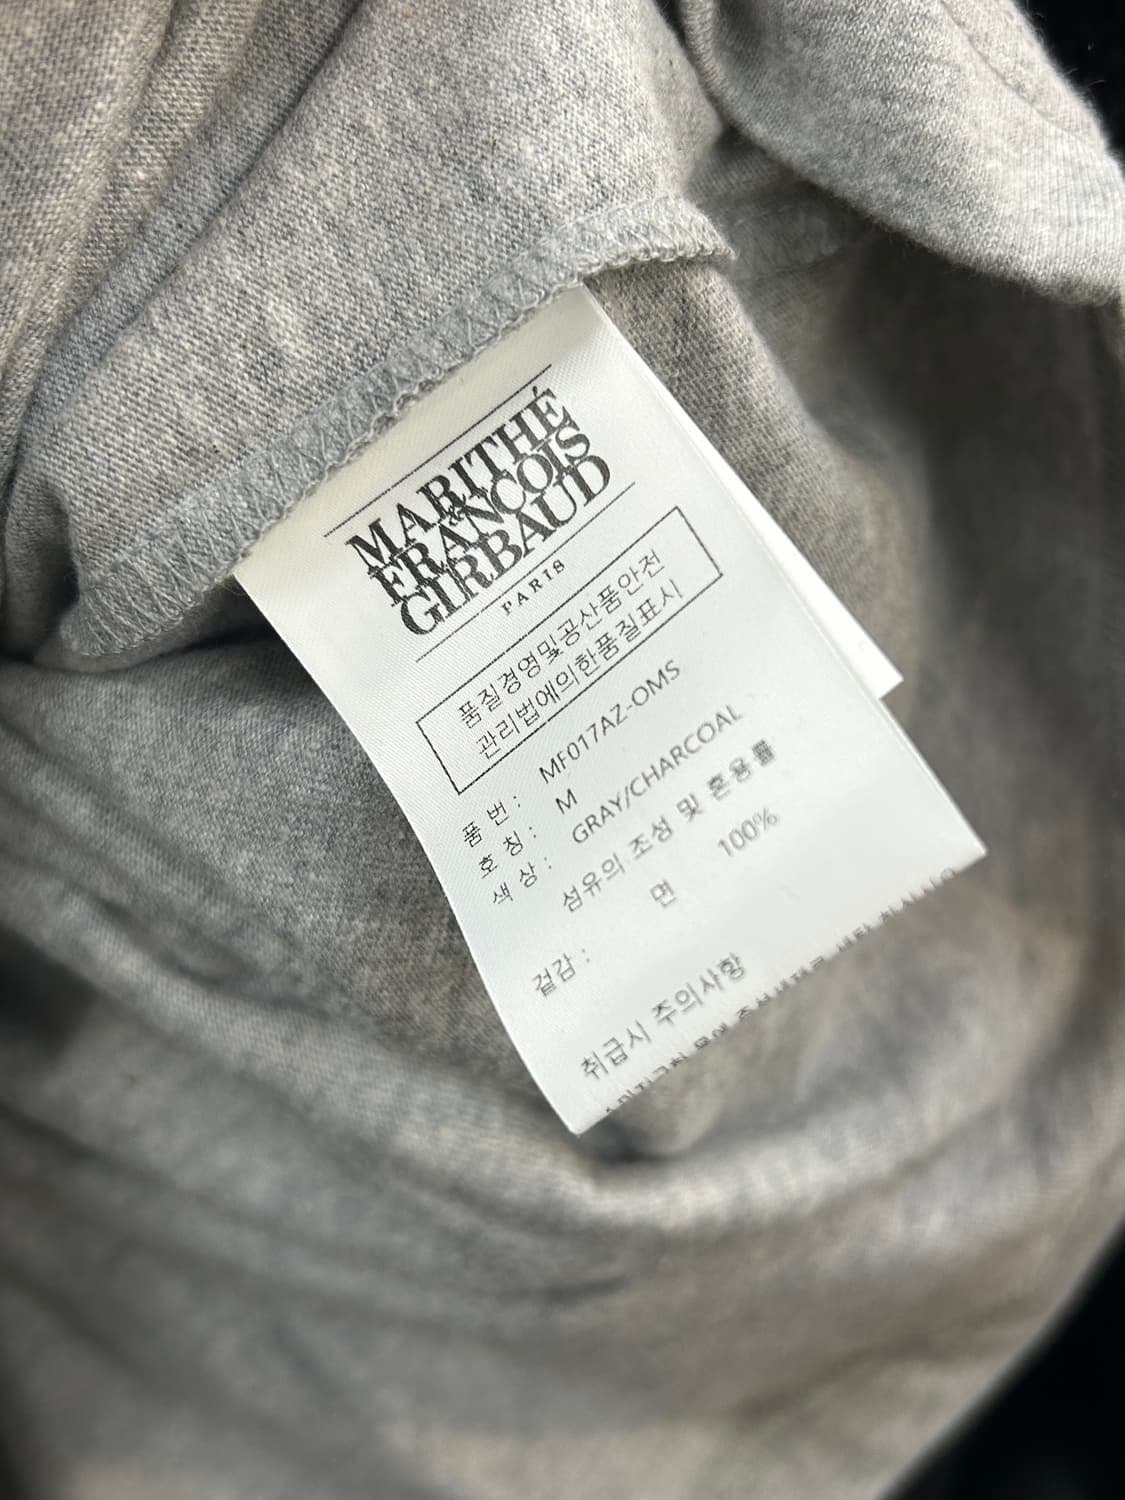 MARITHÉ
&
FRANCOIS
GIRBAUD
PARIS
품질경영및공산품안전
관리법에의한품질표시
품 번 : MF017AZ-OMS
호 칭 : M
색 상 : GRAY/CHARCOAL
섬유의 조성 및 혼용률
겉감 : 면 100%
취급시 주의사항